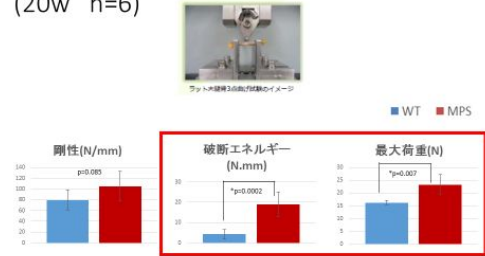 (20w n=6)
ラット大腿骨3点曲げ試験のイメージ
WT MPS
剛性(N/mm)
140
120
100
80
60
40
20
0
p=0.085
破断エネルギー
(N.mm)
30
20
10
0
*p=0.0002
最大荷重(N)
30
25
20
15
10
5
0
*p=0.007